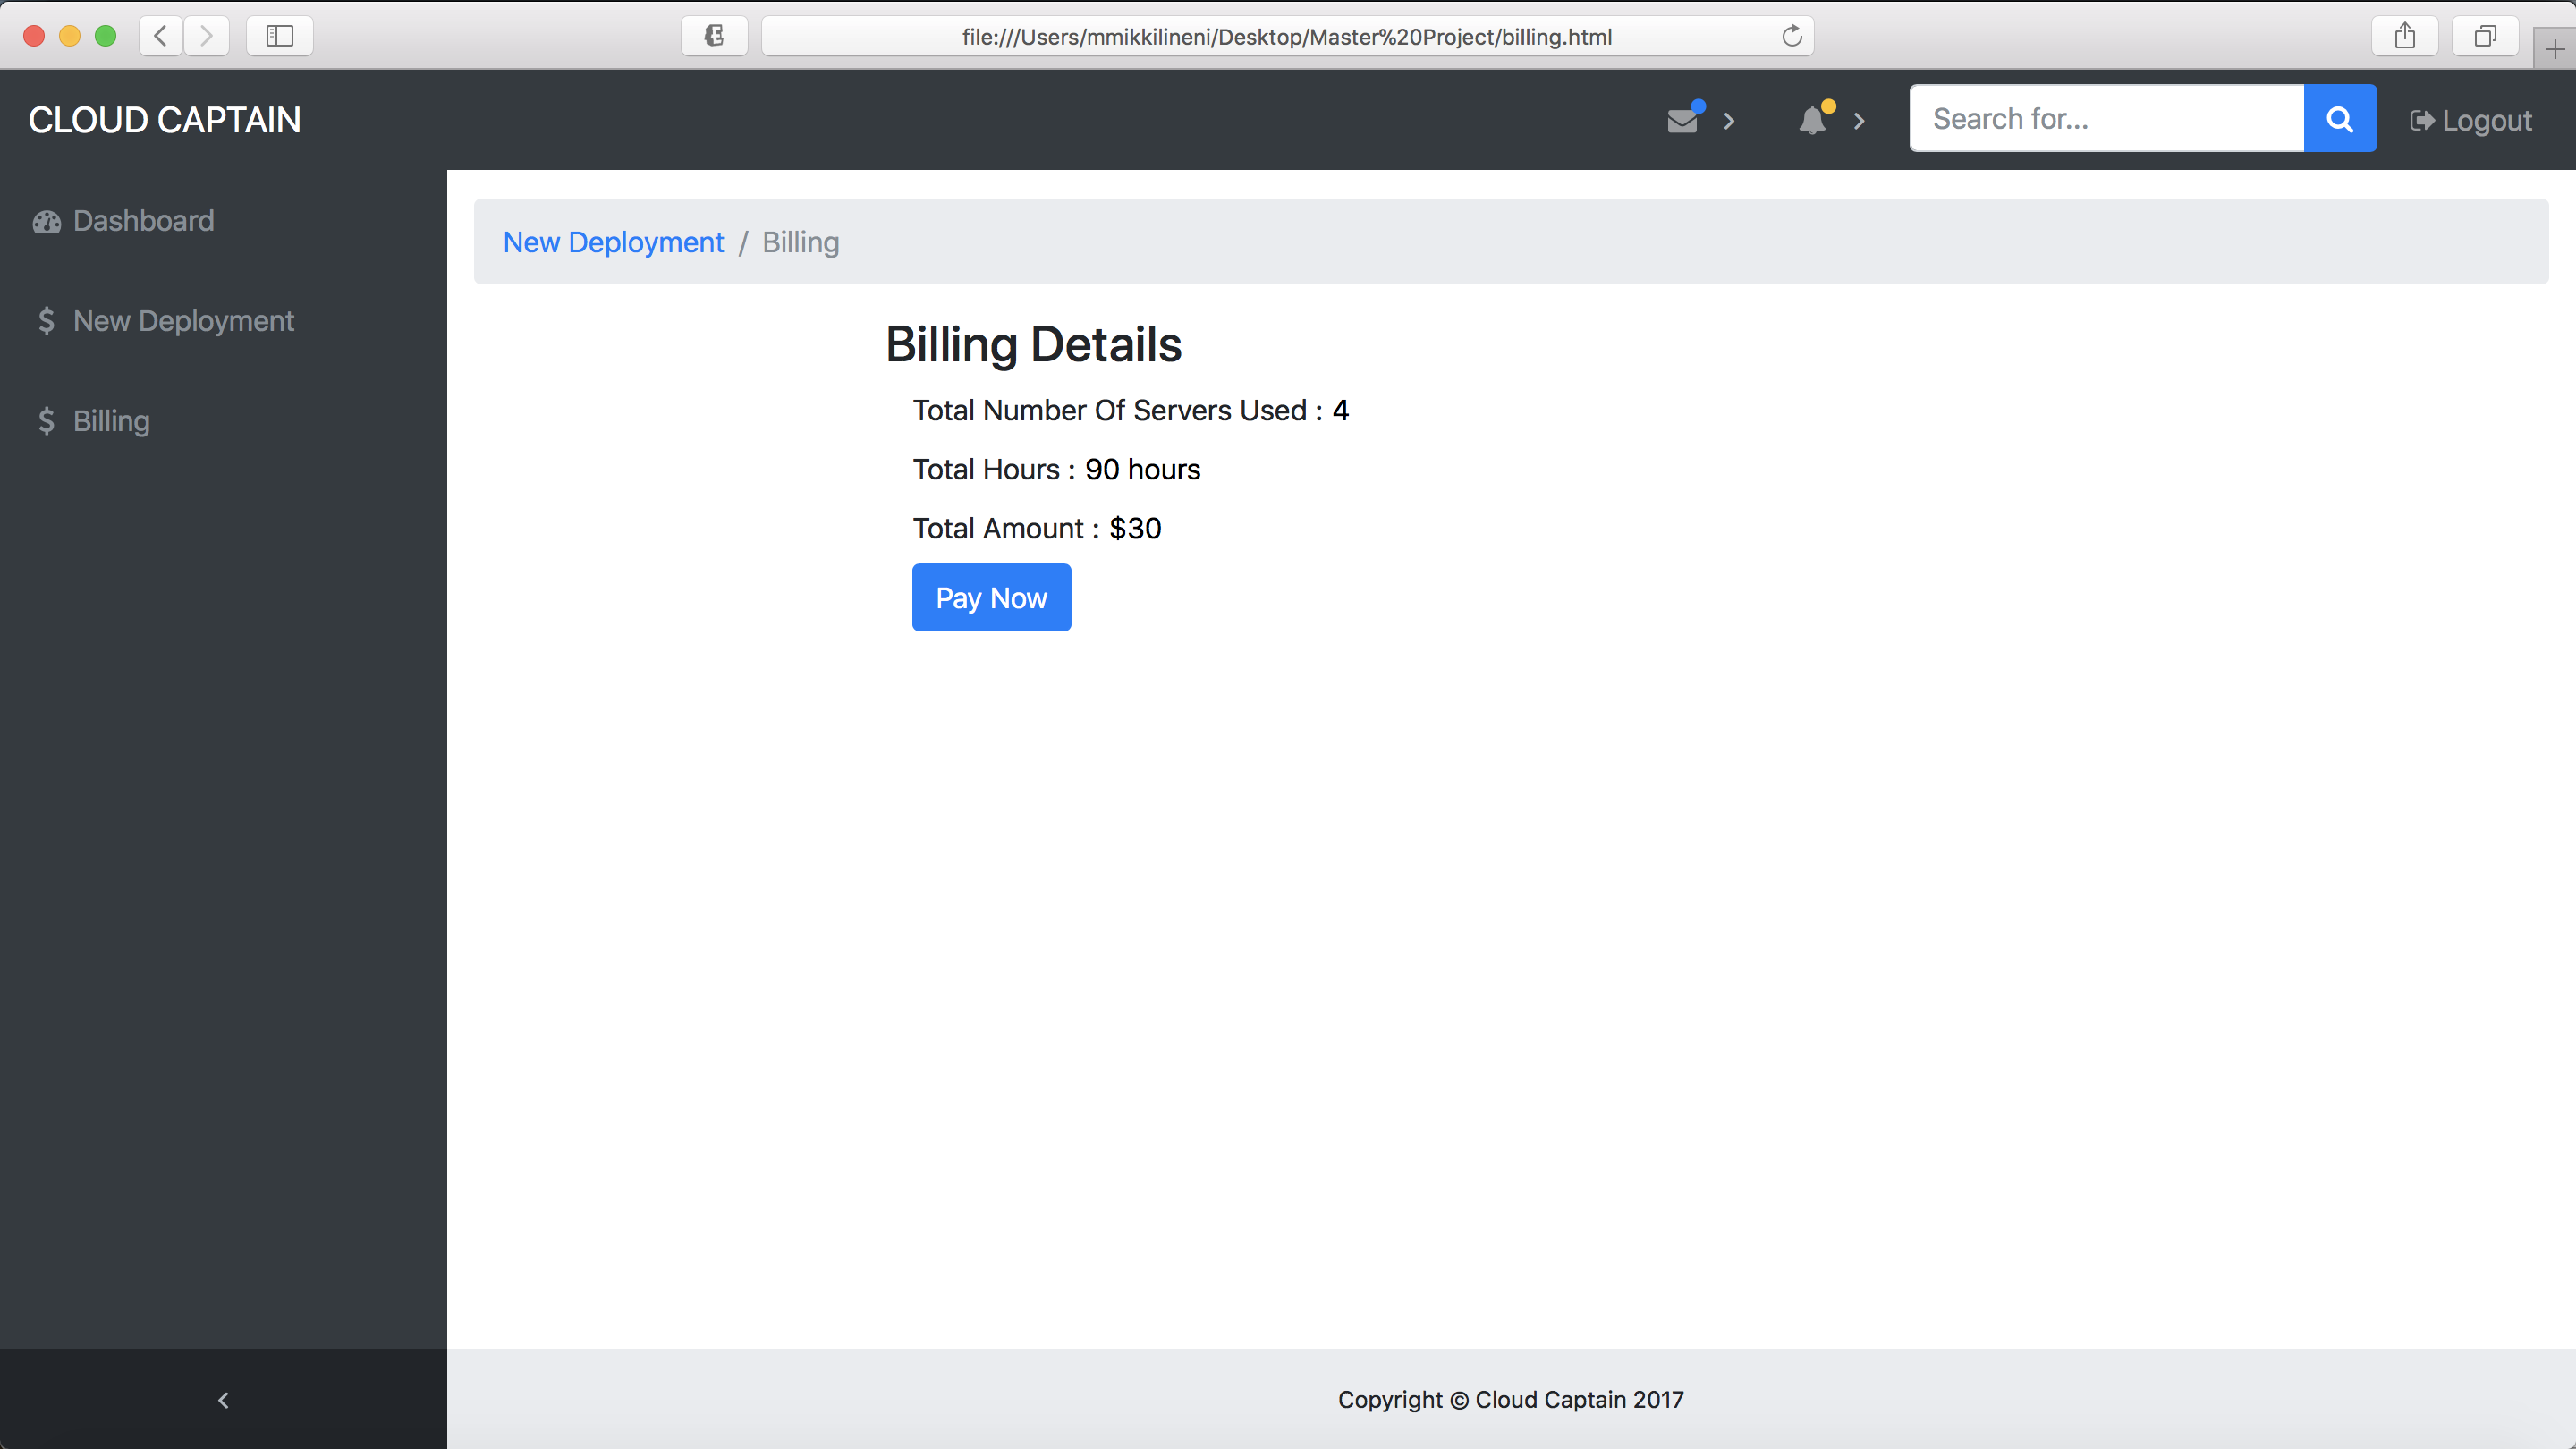 file:///Users/mmikkilineni/Desktop/Master%20Project/billing.html
CLOUD CAPTAIN
Search for...
Logout
Dashboard
New Deployment
Billing
New Deployment / Billing
Billing Details
Total Number Of Servers Used : 4
Total Hours : 90 hours
Total Amount : $30
Pay Now
Copyright © Cloud Captain 2017